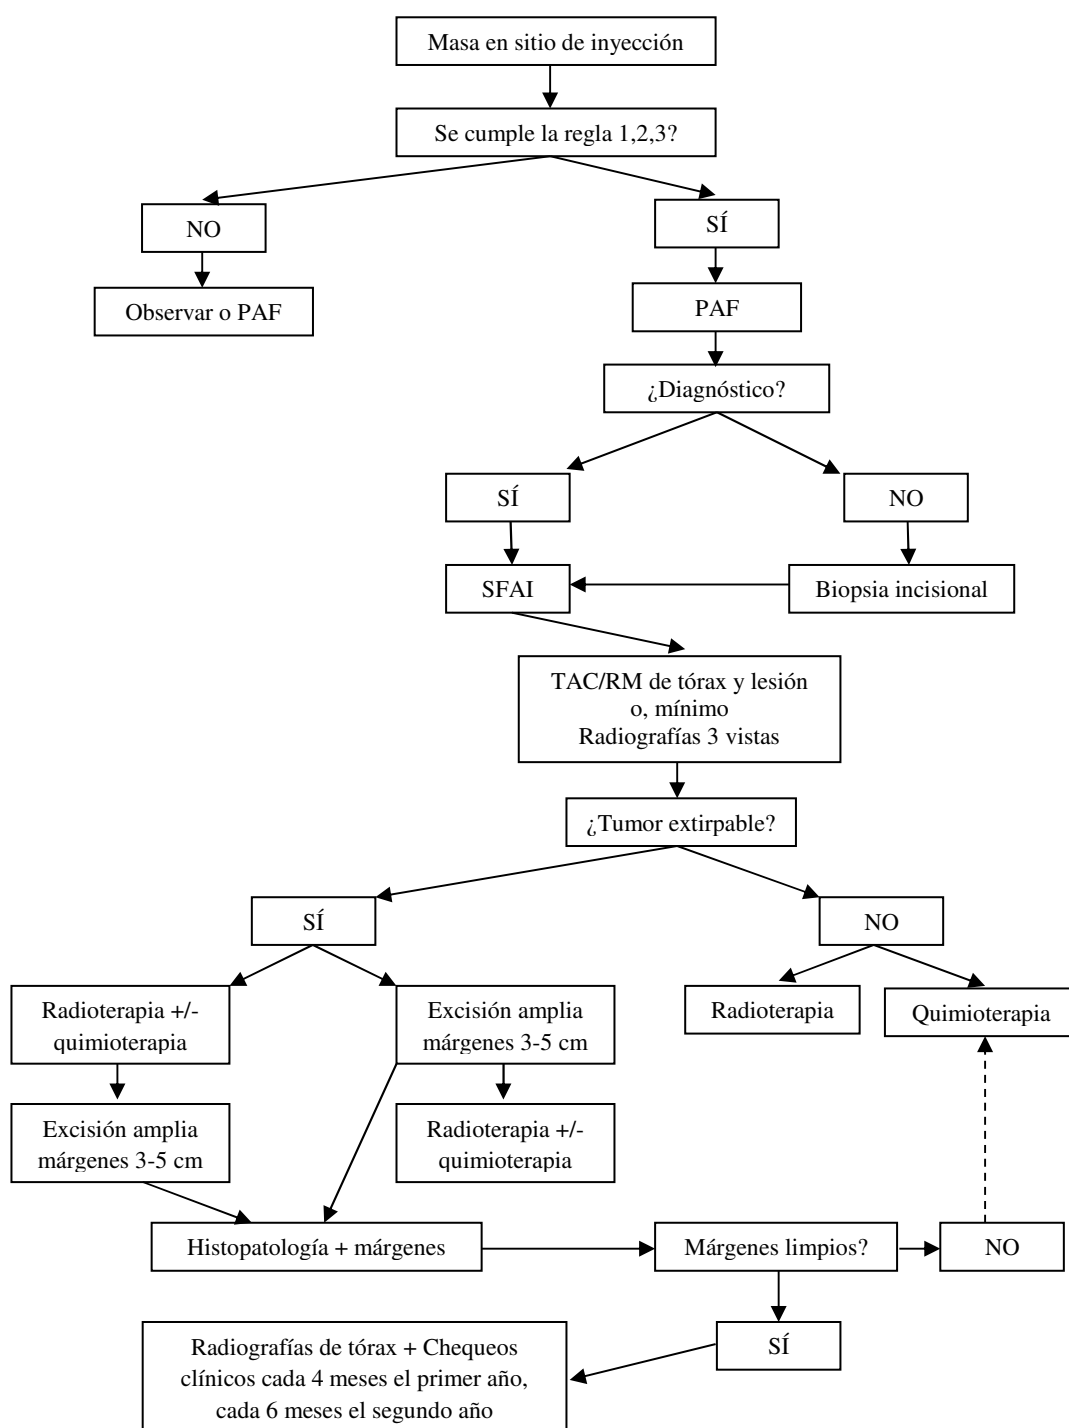 Masa en sitio de inyección
Se cumple la regla 1,2,3?
NO
SÍ
Observar o PAF
PAF
¿Diagnóstico?
SÍ
NO
SFAI
Biopsia incisional
TAC/RM de tórax y lesión
o, mínimo
Radiografías 3 vistas
¿Tumor extirpable?
SÍ
NO
Radioterapia +/-
quimioterapia
Excisión amplia
márgenes 3-5 cm
Radioterapia
Quimioterapia
Excisión amplia
márgenes 3-5 cm
Radioterapia +/-
quimioterapia
Histopatología + márgenes
Márgenes limpios?
NO
SÍ
Radiografías de tórax + Chequeos
clínicos cada 4 meses el primer año,
cada 6 meses el segundo año